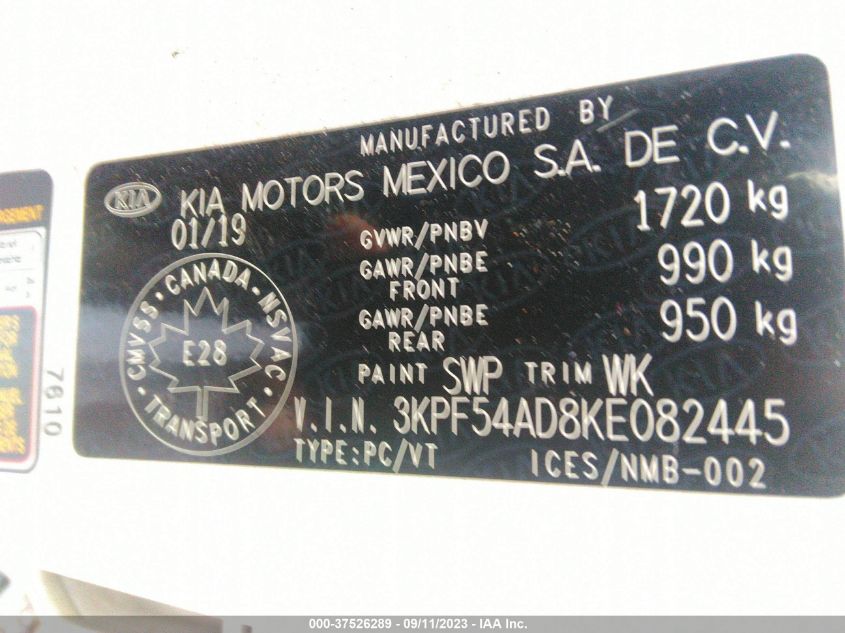 MANUFACTURED BY
KIA KIA MOTORS MEXICO S.A. DE C.V.
01/19
GVWR/PNBV 1720 kg
GAWR/PNBE FRONT 990 kg
GAWR/PNBE REAR 950 kg
PAINT SWP TRIM WK
V.I.N. 3KPF54AD8KE082445
TYPE:PC/VT ICES/NMB-002
CMVSS · CANADA · NSVAC · TRANSPORT
E28
7610
000-37526289 - 09/11/2023 - IAA Inc.